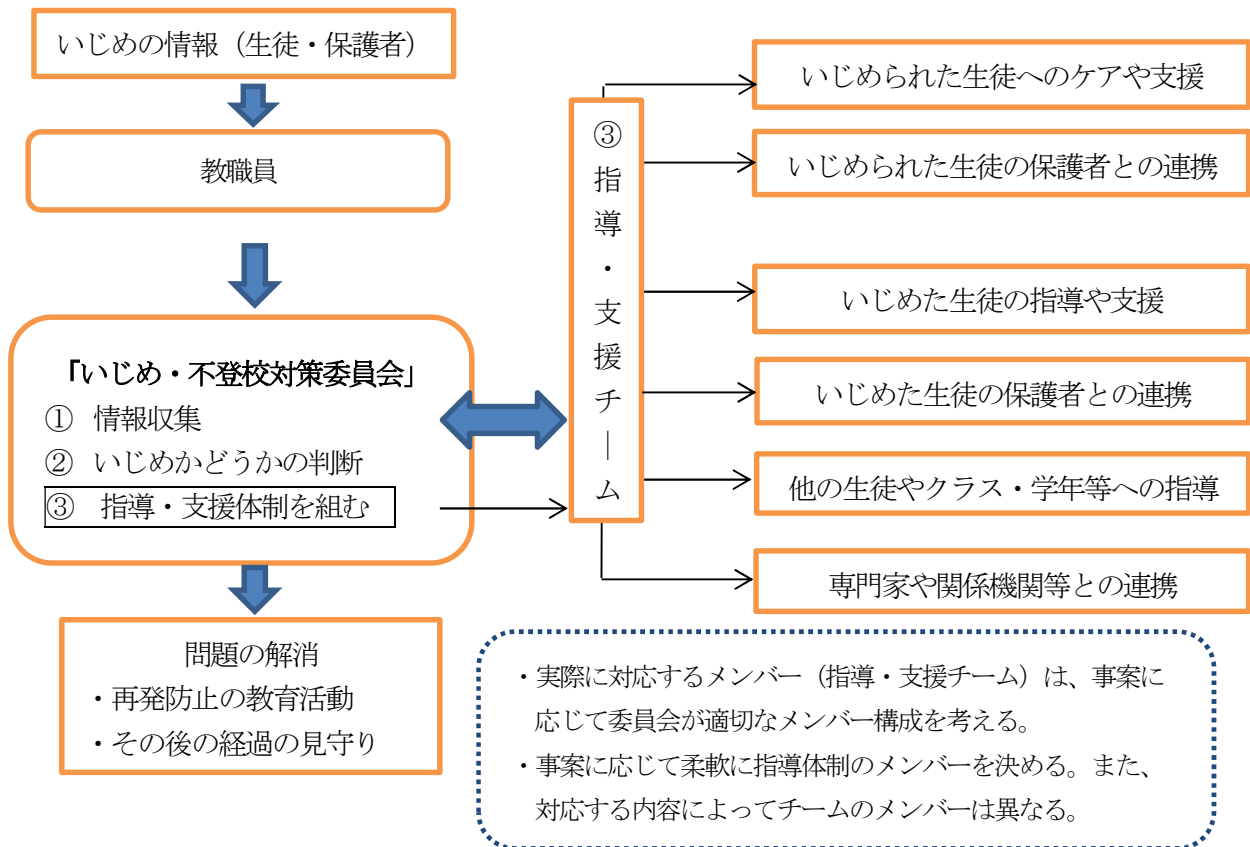 いじめの情報（生徒・保護者）
教職員
「いじめ・不登校対策委員会」
① 情報収集
② いじめかどうかの判断
③ 指導・支援体制を組む
問題の解消
・再発防止の教育活動
・その後の経過の見守り
③指導・支援チーム
いじめられた生徒へのケアや支援
いじめられた生徒の保護者との連携
いじめた生徒の指導や支援
いじめた生徒の保護者との連携
他の生徒やクラス・学年等への指導
専門家や関係機関等との連携
・実際に対応するメンバー（指導・支援チーム）は、事案に
応じて委員会が適切なメンバー構成を考える。
・事案に応じて柔軟に指導体制のメンバーを決める。また、
対応する内容によってチームのメンバーは異なる。